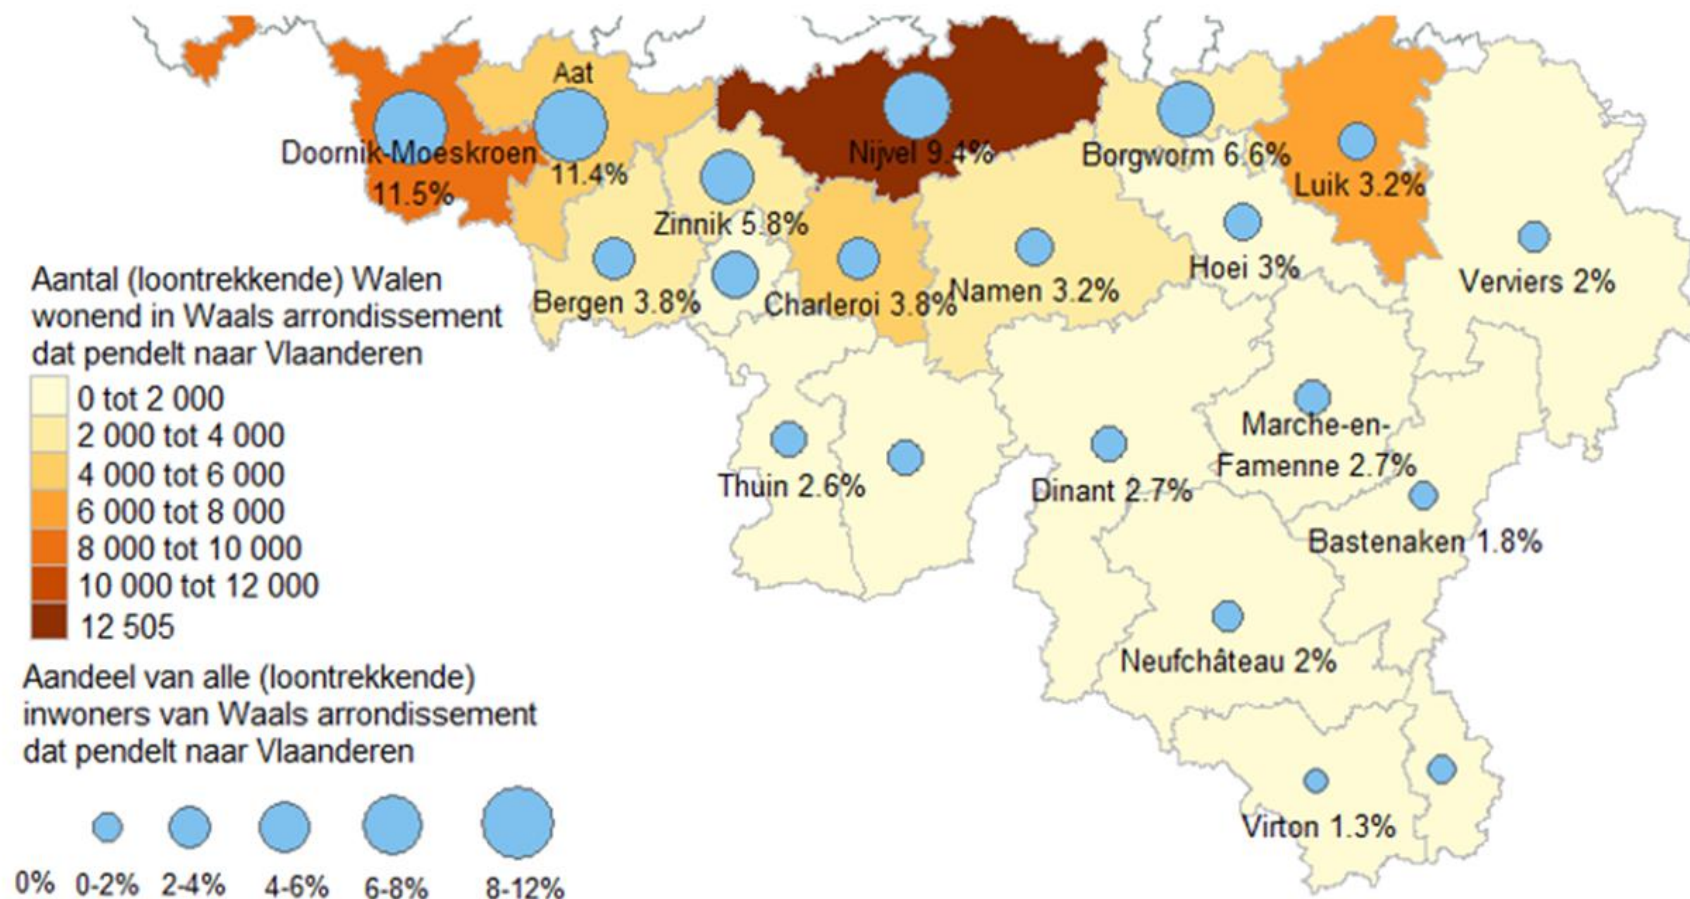 Aat
11.4%
Doornik-Moeskroen
11.5%
Nijvel 9.4%
Borgworm 6.6%
Luik 3.2%
Zinnik 5.8%
Bergen 3.8%
Charleroi 3.8%
Namen 3.2%
Hoei 3%
Verviers 2%
Thuin 2.6%
Dinant 2.7%
Marche-en-
Famenne 2.7%
Bastenaken 1.8%
Neufchâteau 2%
Virton 1.3%
Aantal (loontrekkende) Walen
wonend in Waals arrondissement
dat pendelt naar Vlaanderen
0 tot 2 000
2 000 tot 4 000
4 000 tot 6 000
6 000 tot 8 000
8 000 tot 10 000
10 000 tot 12 000
12 505
Aandeel van alle (loontrekkende)
inwoners van Waals arrondissement
dat pendelt naar Vlaanderen
0% 0-2% 2-4% 4-6% 6-8% 8-12%